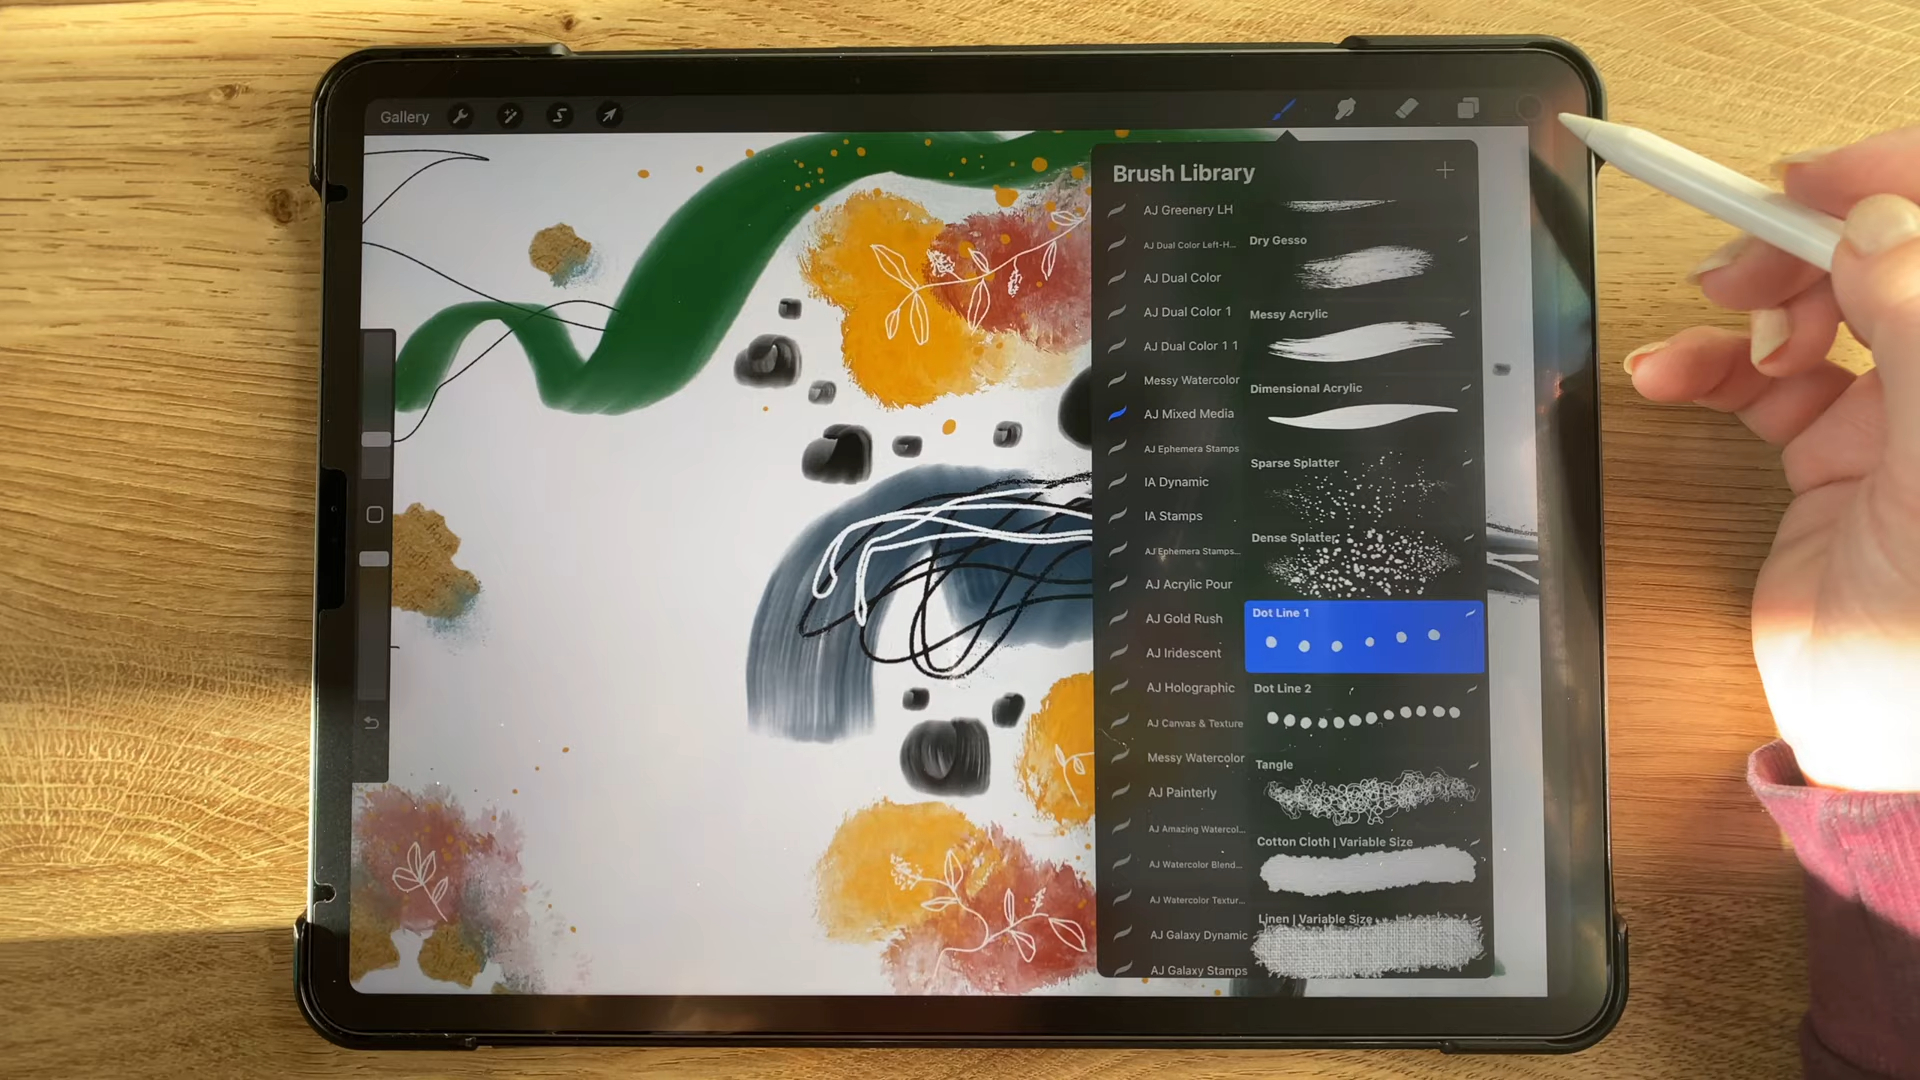 Gallery
Brush Library
AJ Greenery LH
AJ Dual Color Left-H...
AJ Dual Color
AJ Dual Color 1
AJ Dual Color 1 1
Messy Watercolor
AJ Mixed Media
AJ Ephemera Stamps
IA Dynamic
IA Stamps
AJ Ephemera Stamps...
AJ Acrylic Pour
AJ Gold Rush
AJ Iridescent
AJ Holographic
AJ Canvas & Texture
Messy Watercolor
AJ Painterly
AJ Amazing Watercol...
AJ Watercolor Blend...
AJ Watercolor Textur...
AJ Galaxy Dynamic
AJ Galaxy Stamps
Dry Gesso
Messy Acrylic
Dimensional Acrylic
Sparse Splatter
Dense Splatter
Dot Line 1
Dot Line 2
Tangle
Cotton Cloth | Variable Size
Linen | Variable Size